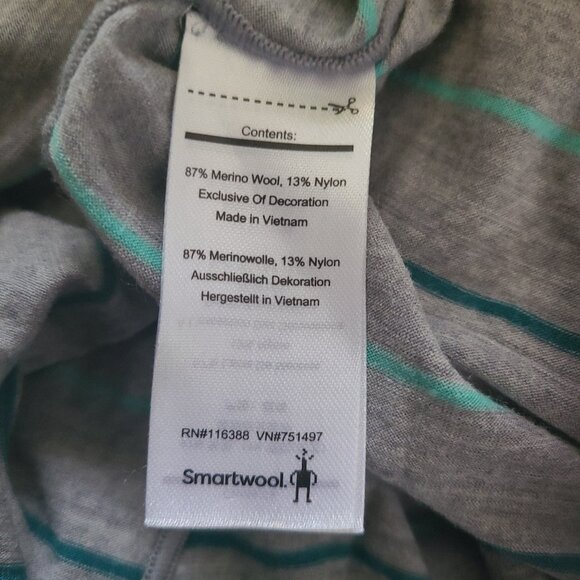 Contents:
87% Merino Wool, 13% Nylon
Exclusive Of Decoration
Made in Vietnam
87% Merinowolle, 13% Nylon
Ausschließlich Dekoration
Hergestellt in Vietnam
RN#116388 VN#751497
Smartwool.